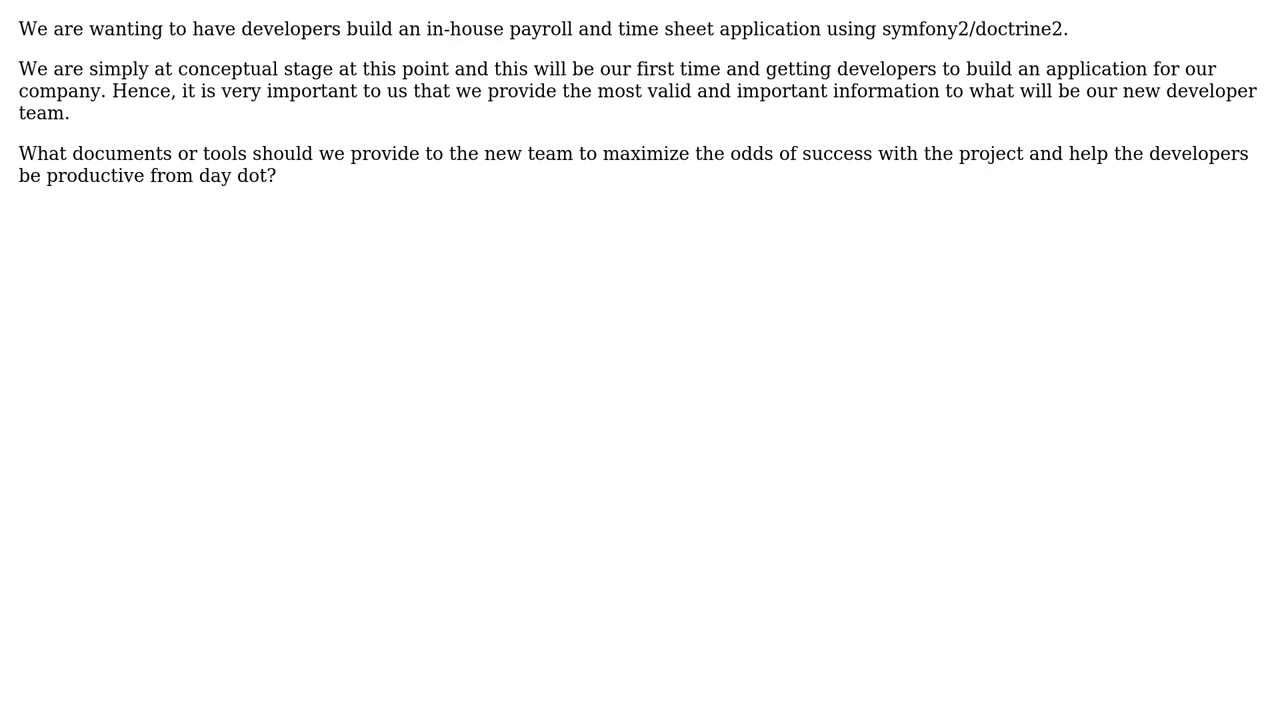 We are wanting to have developers build an in-house payroll and time sheet application using symfony2/doctrine2.
We are simply at conceptual stage at this point and this will be our first time and getting developers to build an application for our
company. Hence, it is very important to us that we provide the most valid and important information to what will be our new developer
team.
What documents or tools should we provide to the new team to maximize the odds of success with the project and help the developers
be productive from day dot?